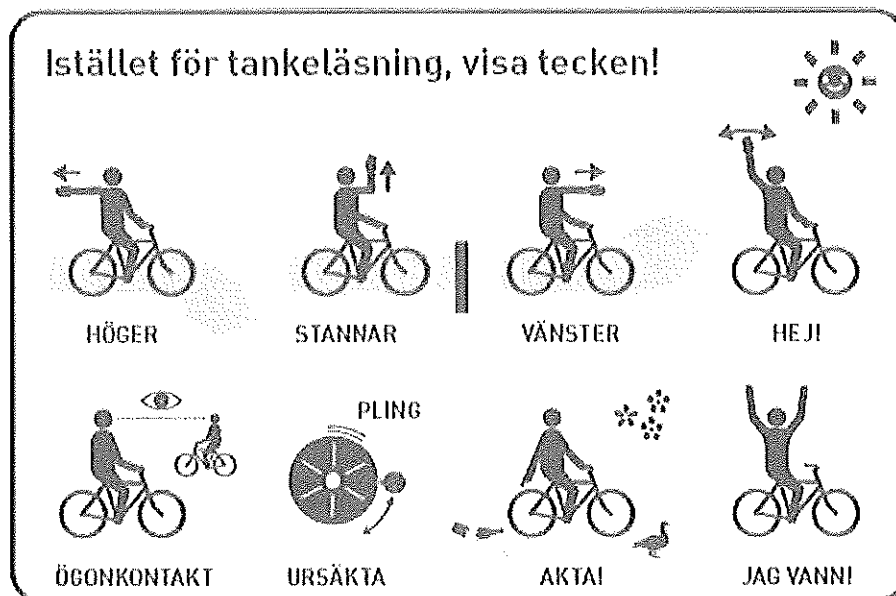 Istället för tankeläsning, visa tecken!
HÖGER
STANNAR
VÄNSTER
HEJ!
PLING
ÖGONKONTAKT
URSÄKTA
AKTA!
JAG VANN!